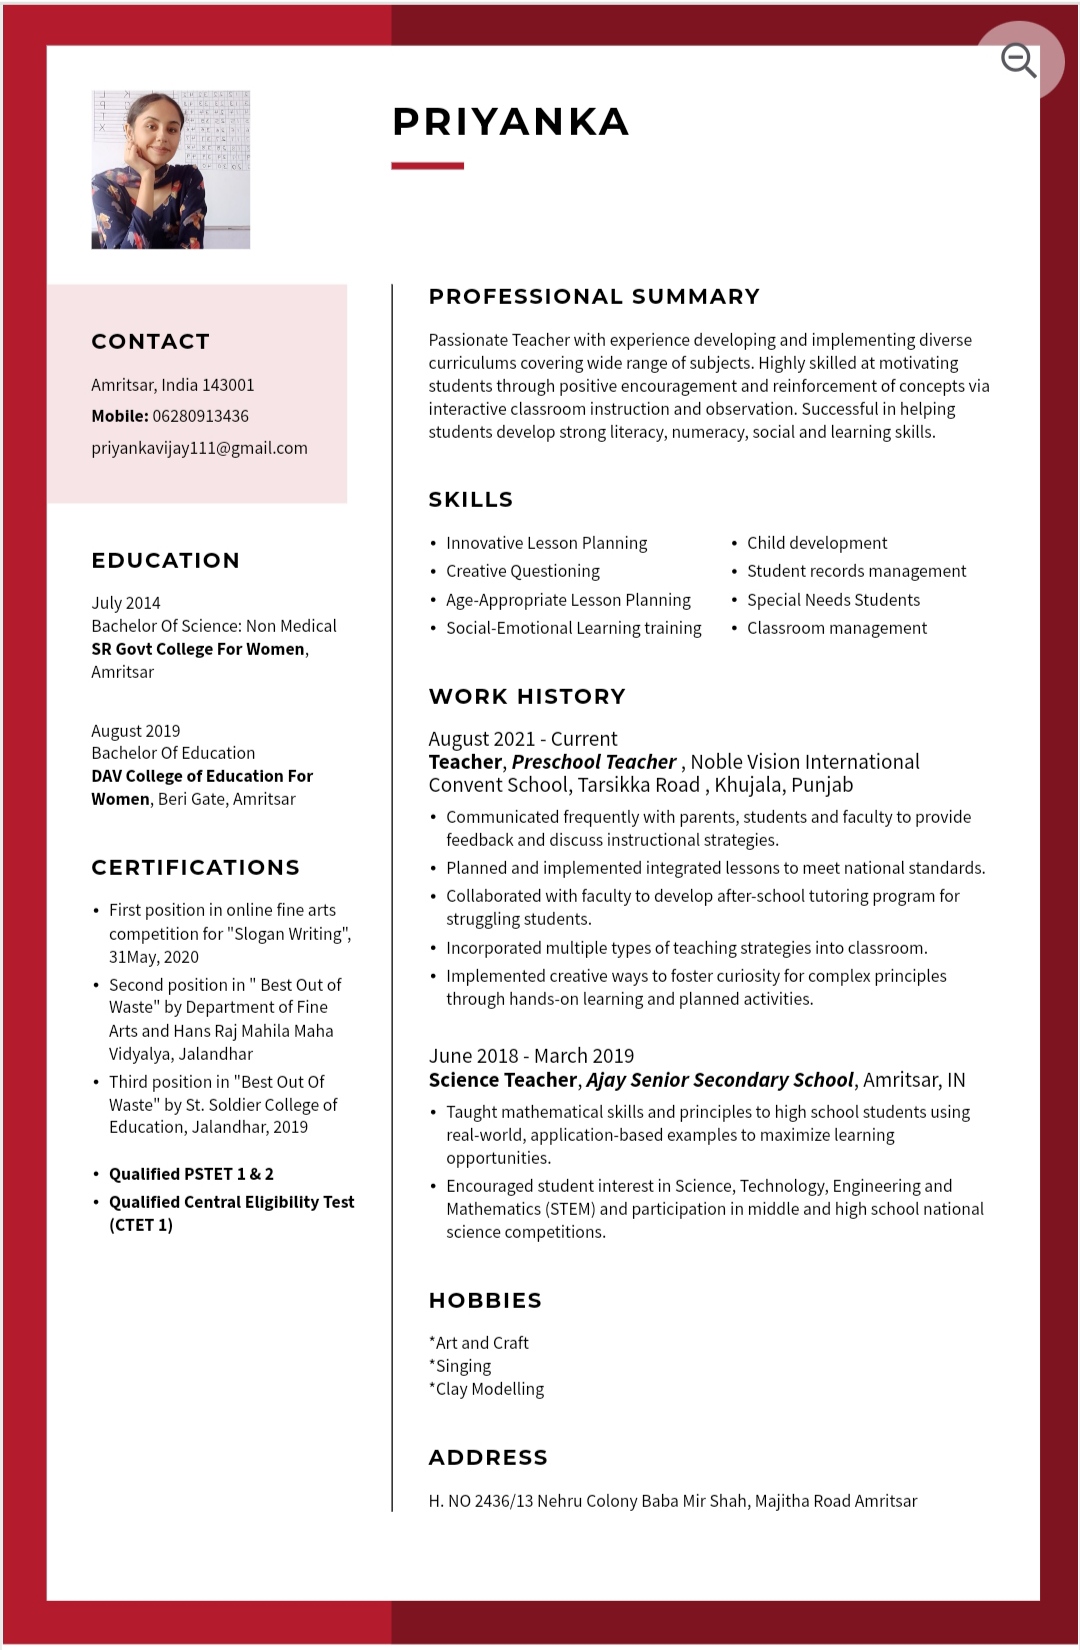 PRIYANKA
CONTACT
Amritsar, India 143001
Mobile: 06280913436
priyankavijay111@gmail.com
EDUCATION
July 2014
Bachelor Of Science: Non Medical
SR Govt College For Women,
Amritsar
August 2019
Bachelor Of Education
DAV College of Education For
Women, Beri Gate, Amritsar
CERTIFICATIONS
• First position in online fine arts
competition for "Slogan Writing",
31May, 2020
• Second position in " Best Out of
Waste" by Department of Fine
Arts and Hans Raj Mahila Maha
Vidyalya, Jalandhar
• Third position in "Best Out Of
Waste" by St. Soldier College of
Education, Jalandhar, 2019
• Qualified PSTET 1 & 2
• Qualified Central Eligibility Test
(CTET 1)
PROFESSIONAL SUMMARY
Passionate Teacher with experience developing and implementing diverse
curriculums covering wide range of subjects. Highly skilled at motivating
students through positive encouragement and reinforcement of concepts via
interactive classroom instruction and observation. Successful in helping
students develop strong literacy, numeracy, social and learning skills.
SKILLS
• Innovative Lesson Planning
• Creative Questioning
• Age-Appropriate Lesson Planning
• Social-Emotional Learning training
• Child development
• Student records management
• Special Needs Students
• Classroom management
WORK HISTORY
August 2021 - Current
Teacher, Preschool Teacher , Noble Vision International
Convent School, Tarsikka Road , Khujala, Punjab
• Communicated frequently with parents, students and faculty to provide
feedback and discuss instructional strategies.
• Planned and implemented integrated lessons to meet national standards.
• Collaborated with faculty to develop after-school tutoring program for
struggling students.
• Incorporated multiple types of teaching strategies into classroom.
• Implemented creative ways to foster curiosity for complex principles
through hands-on learning and planned activities.
June 2018 - March 2019
Science Teacher, Ajay Senior Secondary School, Amritsar, IN
• Taught mathematical skills and principles to high school students using
real-world, application-based examples to maximize learning
opportunities.
• Encouraged student interest in Science, Technology, Engineering and
Mathematics (STEM) and participation in middle and high school national
science competitions.
HOBBIES
*Art and Craft
*Singing
*Clay Modelling
ADDRESS
H. NO 2436/13 Nehru Colony Baba Mir Shah, Majitha Road Amritsar